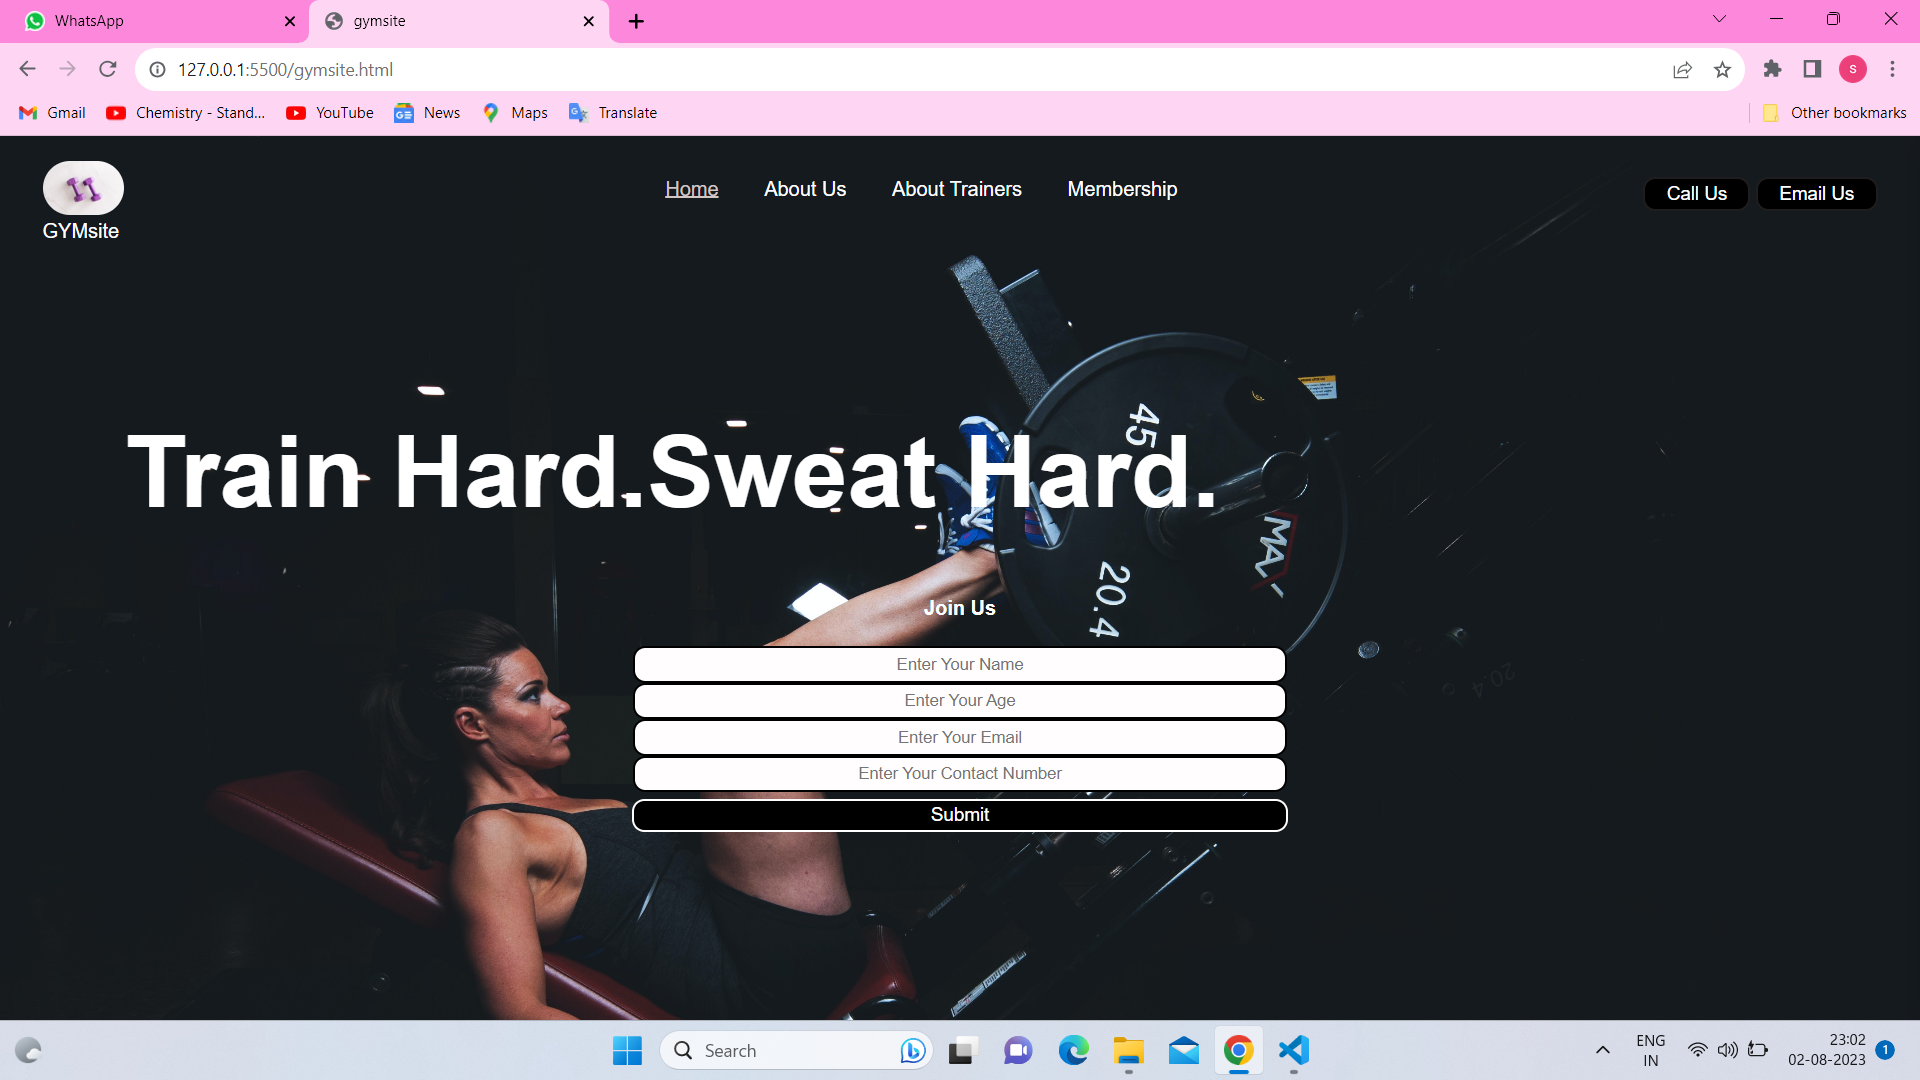 WhatsApp
gymsite
127.0.0.1:5500/gymsite.html
S
Gmail
Chemistry - Stand...
YouTube
News
Maps
Translate
Other bookmarks
GYMsite
Home
About Us
About Trainers
Membership
Call Us
Email Us
45
Train Hard.Sweat Hard.
MAX
20.4
Join Us
Enter Your Name
Enter Your Age
Enter Your Email
Enter Your Contact Number
Submit
20.4
Search
ENG
IN
23:02
02-08-2023
1